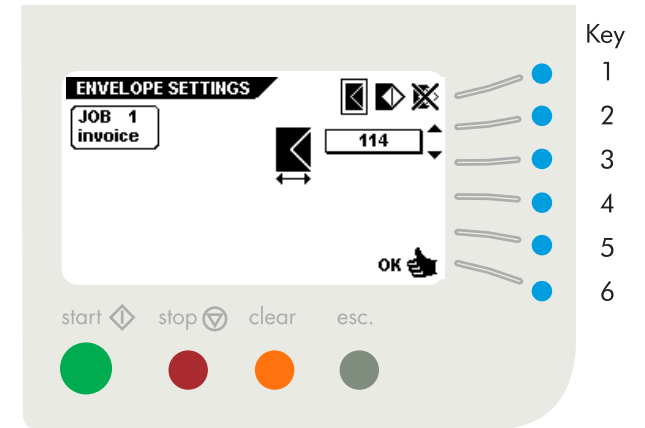 Key
ENVELOPE SETTINGS
1
JOB 1
invoice
2
114
3
4
5
OK
6
start stop clear esc.